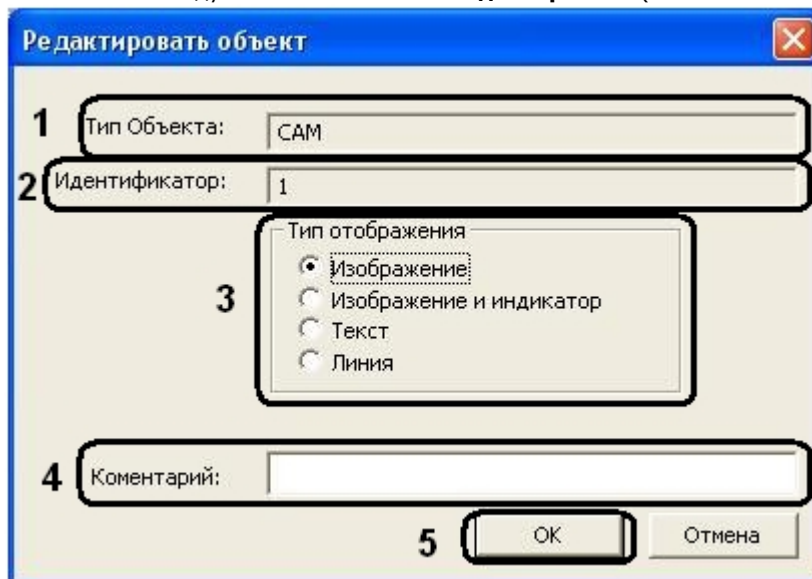 Редактировать объект
1 Тип Объекта: CAM
2 Идентификатор: 1
Тип отображения
Изображение
3 Изображение и индикатор
Текст
Линия
4 Коментарий:
5 OK Отмена